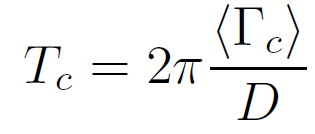 T_c = 2π ⟨Γ_c⟩ / D